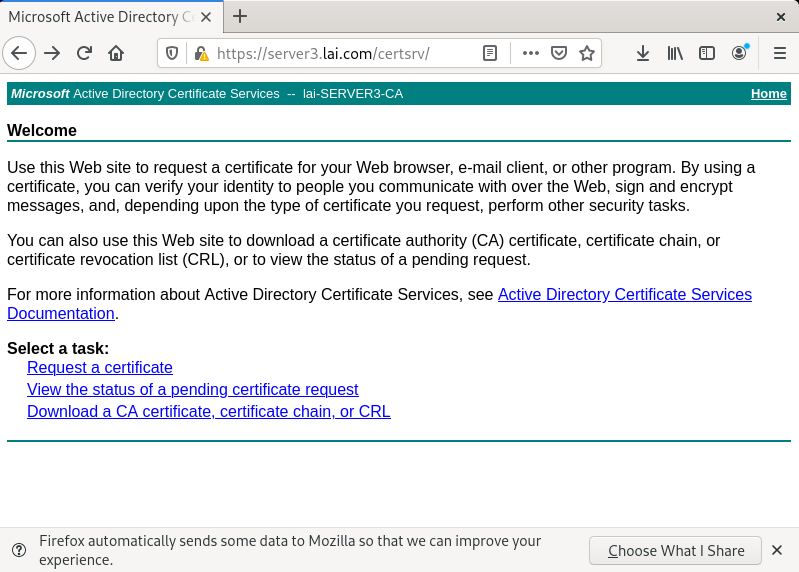 Microsoft Active Directory C
https://server3.lai.com/certsrv/
Microsoft Active Directory Certificate Services -- lai-SERVER3-CA Home
Welcome
Use this Web site to request a certificate for your Web browser, e-mail client, or other program. By using a
certificate, you can verify your identity to people you communicate with over the Web, sign and encrypt
messages, and, depending upon the type of certificate you request, perform other security tasks.
You can also use this Web site to download a certificate authority (CA) certificate, certificate chain, or
certificate revocation list (CRL), or to view the status of a pending request.
For more information about Active Directory Certificate Services, see Active Directory Certificate Services
Documentation.
Select a task:
Request a certificate
View the status of a pending certificate request
Download a CA certificate, certificate chain, or CRL
Firefox automatically sends some data to Mozilla so that we can improve your
experience.
Choose What I Share